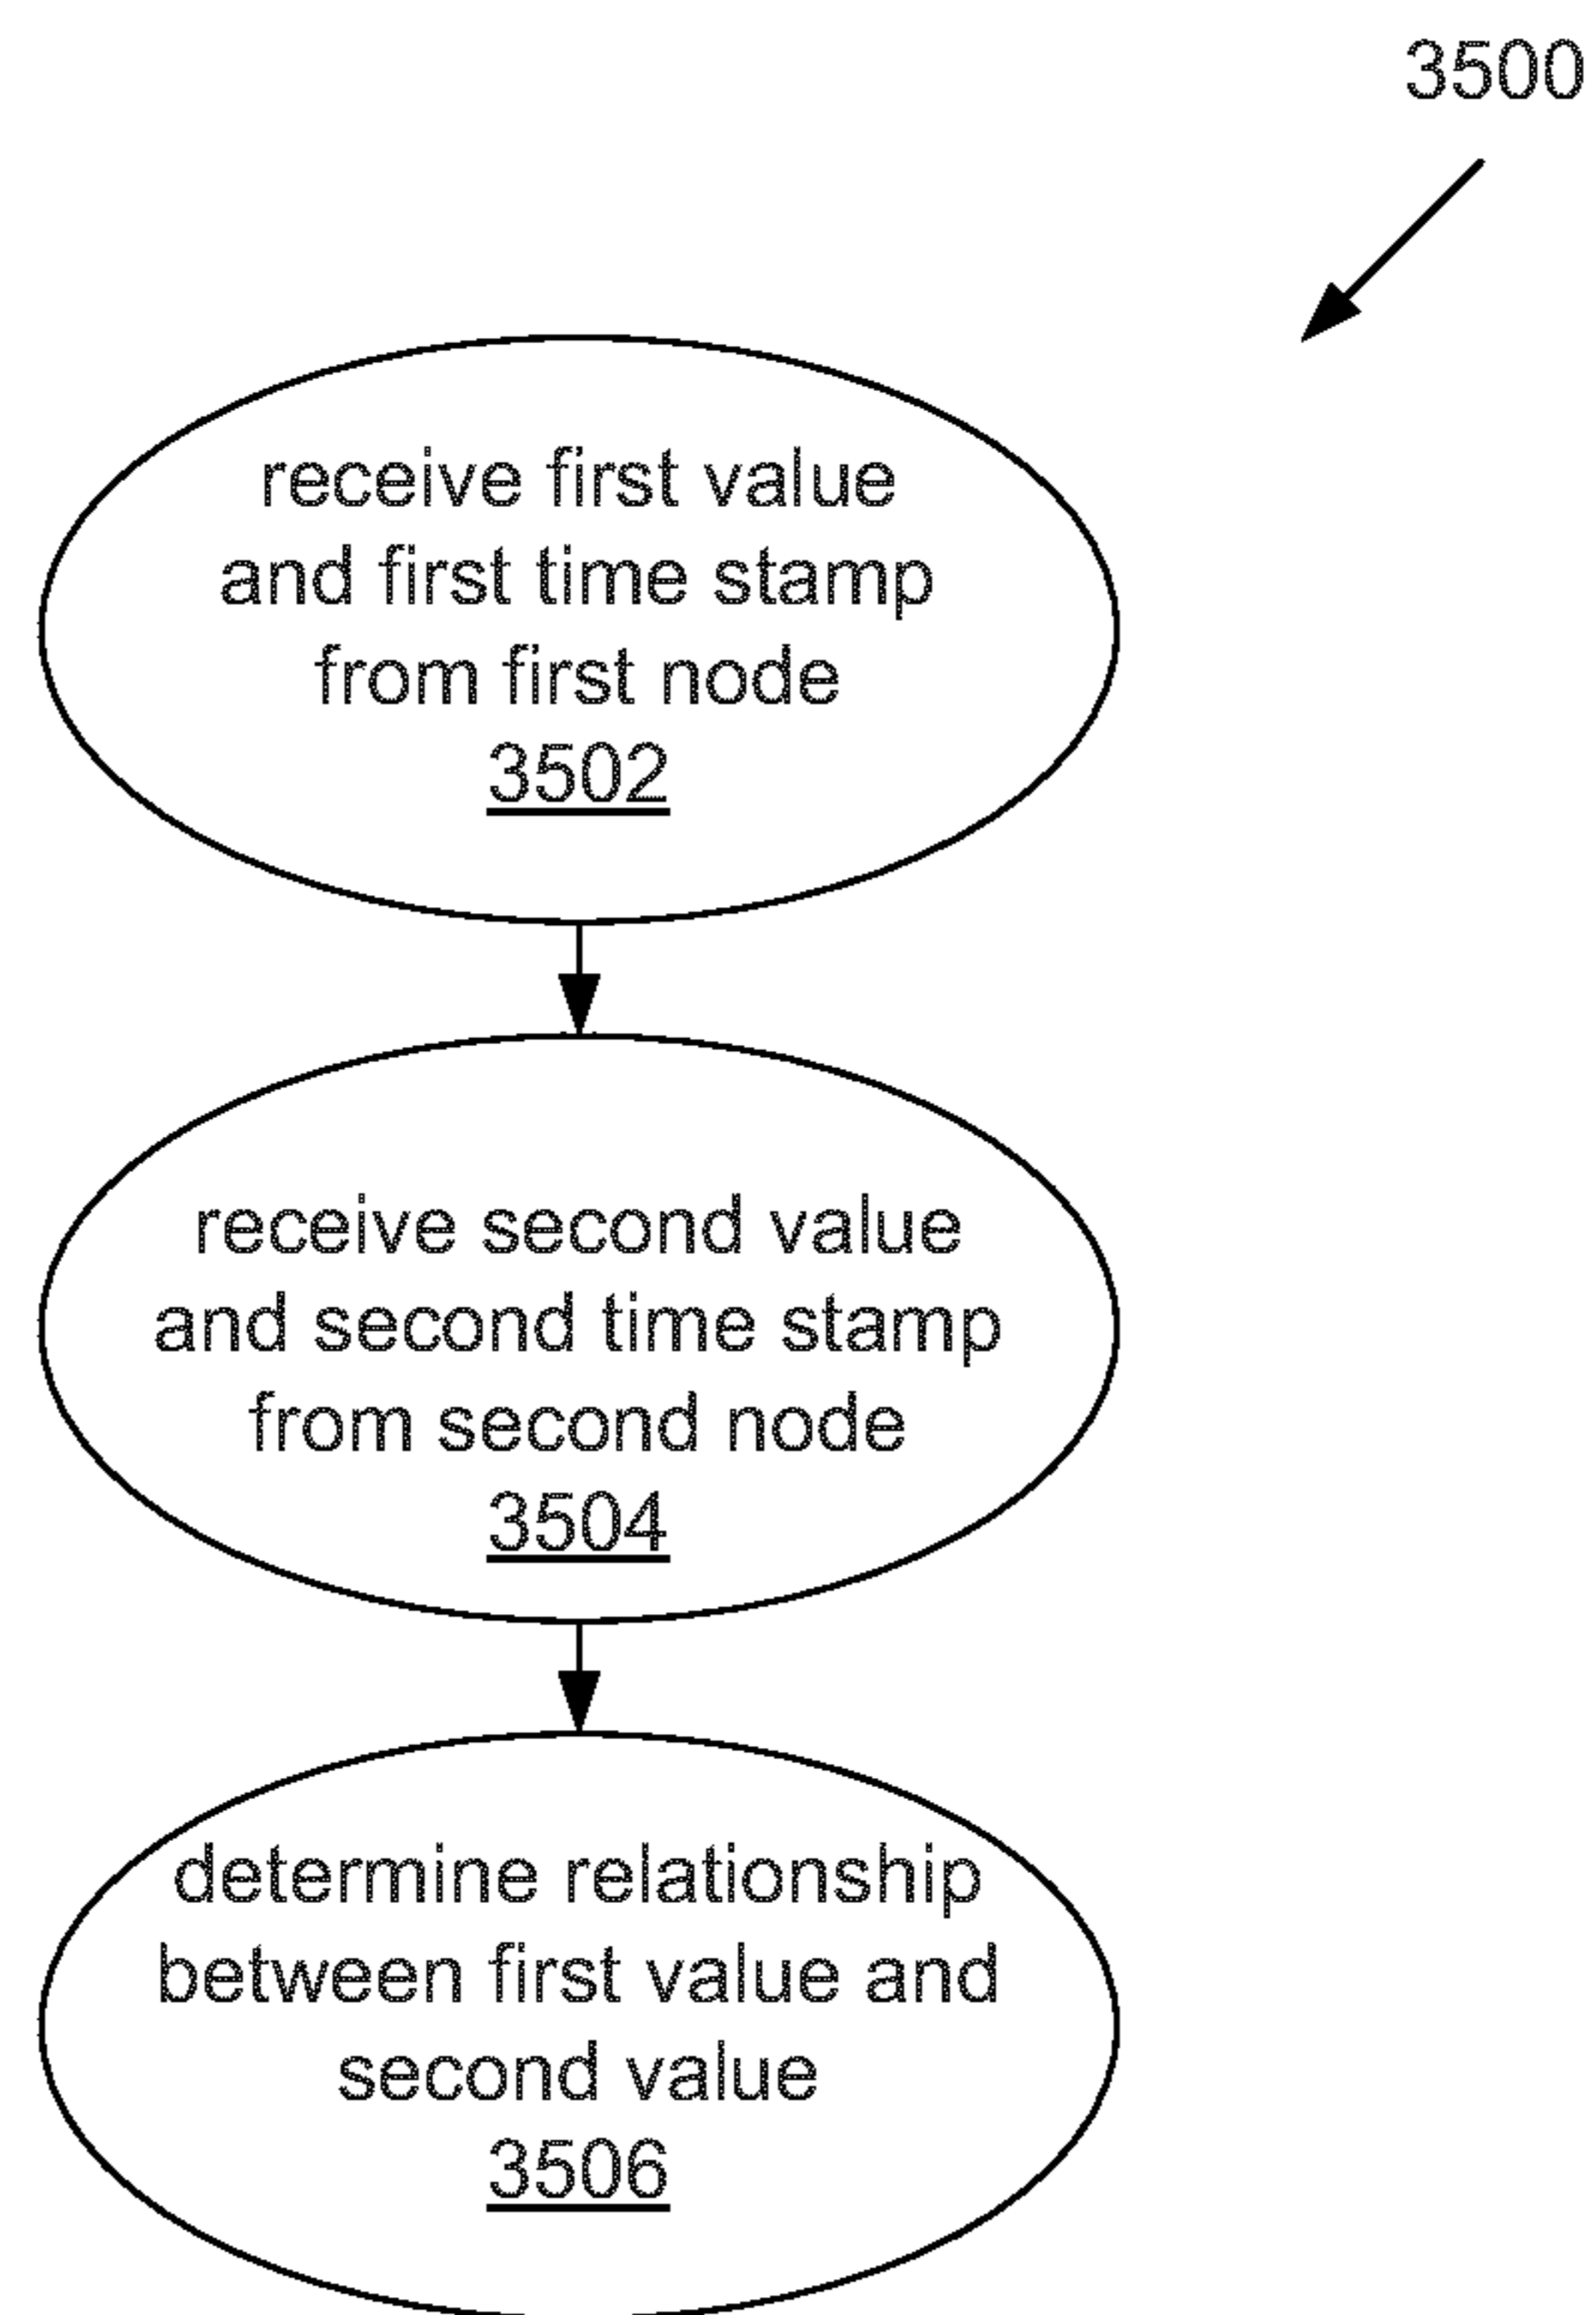 3500
receive first value
and first time stamp
from first node
3502
receive second value
and second time stamp
from second node
3504
determine relationship
between first value and
second value
3506